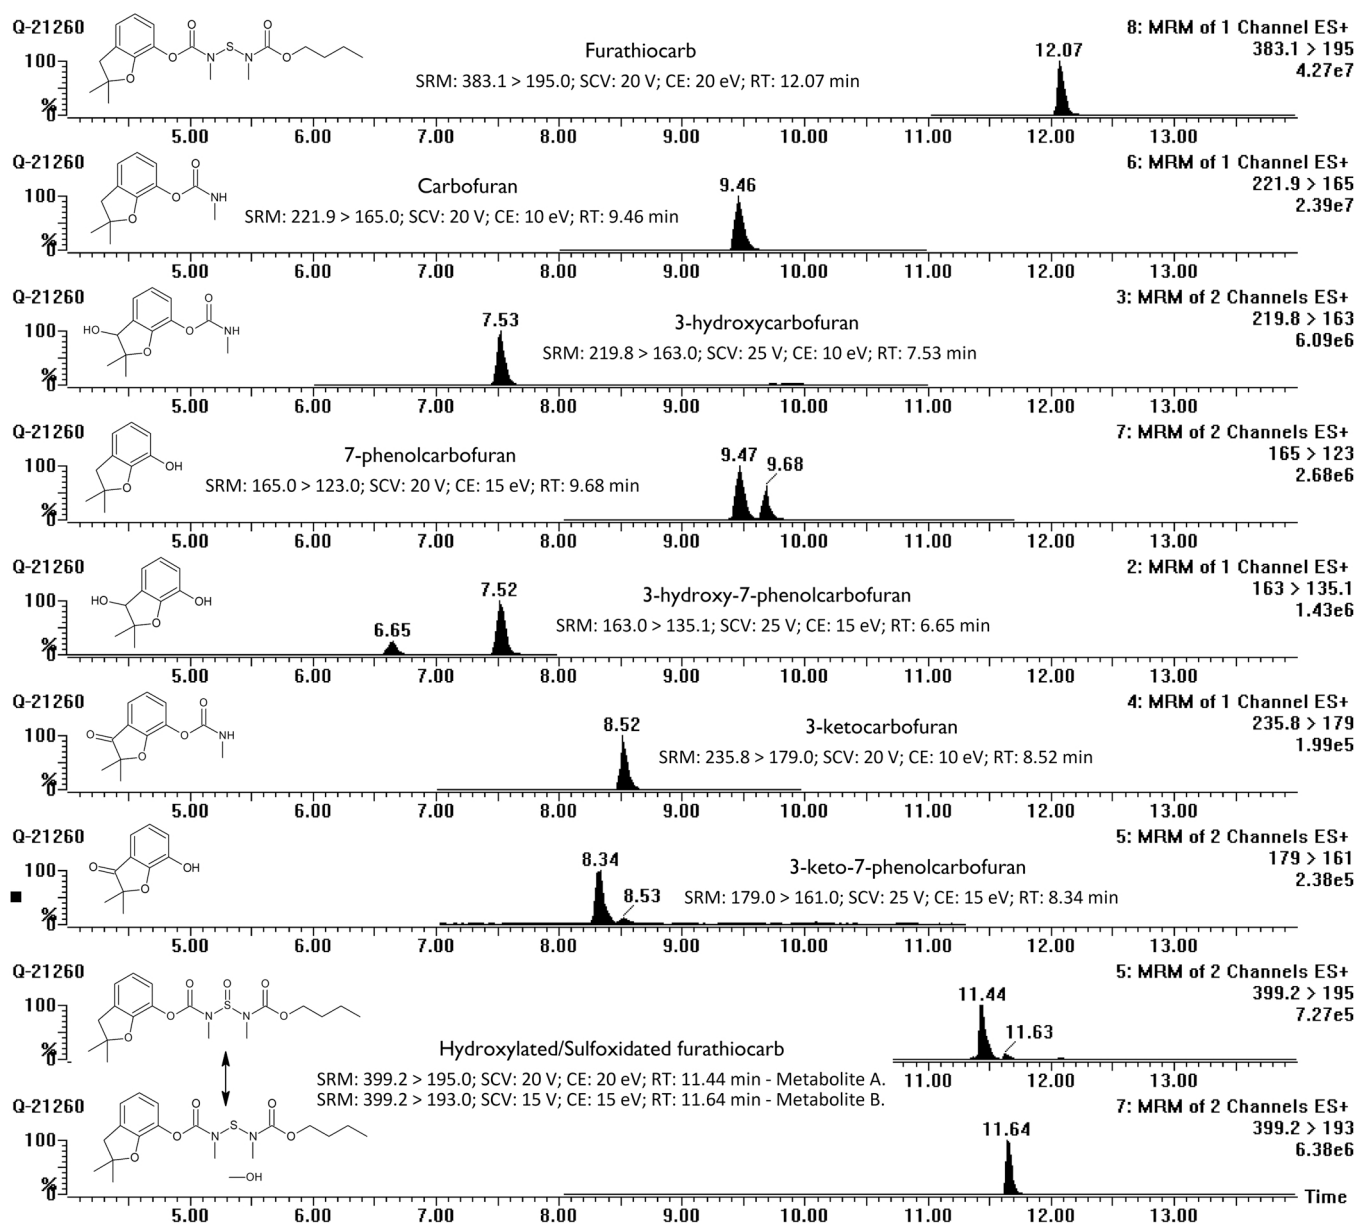 Q-21260
O O
O N S N O
O
Furathiocarb
SRM: 383.1 > 195.0; SCV: 20 V; CE: 20 eV; RT: 12.07 min
12.07
8: MRM of 1 Channel ES+
383.1 > 195
4.27e7
100
%
0
5.00 6.00 7.00 8.00 9.00 10.00 11.00 12.00 13.00
Q-21260
O
O NH
O
Carbofuran
SRM: 221.9 > 165.0; SCV: 20 V; CE: 10 eV; RT: 9.46 min
9.46
6: MRM of 1 Channel ES+
221.9 > 165
2.39e7
100
%
0
5.00 6.00 7.00 8.00 9.00 10.00 11.00 12.00 13.00
Q-21260
O
HO O NH
O
7.53
3-hydroxycarbofuran
SRM: 219.8 > 163.0; SCV: 25 V; CE: 10 eV; RT: 7.53 min
3: MRM of 2 Channels ES+
219.8 > 163
6.09e6
100
%
0
5.00 6.00 7.00 8.00 9.00 10.00 11.00 12.00 13.00
Q-21260
OH
O
7-phenolcarbofuran
SRM: 165.0 > 123.0; SCV: 20 V; CE: 15 eV; RT: 9.68 min
9.47 9.68
7: MRM of 2 Channels ES+
165 > 123
2.68e6
100
%
0
5.00 6.00 7.00 8.00 9.00 10.00 11.00 12.00 13.00
Q-21260
HO OH
O
6.65 7.52
3-hydroxy-7-phenolcarbofuran
SRM: 163.0 > 135.1; SCV: 25 V; CE: 15 eV; RT: 6.65 min
2: MRM of 1 Channel ES+
163 > 135.1
1.43e6
100
%
0
5.00 6.00 7.00 8.00 9.00 10.00 11.00 12.00 13.00
Q-21260
O
O O NH
O
8.52
3-ketocarbofuran
SRM: 235.8 > 179.0; SCV: 20 V; CE: 10 eV; RT: 8.52 min
4: MRM of 1 Channel ES+
235.8 > 179
1.99e5
100
%
0
5.00 6.00 7.00 8.00 9.00 10.00 11.00 12.00 13.00
Q-21260
O OH
O
8.34 8.53
3-keto-7-phenolcarbofuran
SRM: 179.0 > 161.0; SCV: 25 V; CE: 15 eV; RT: 8.34 min
5: MRM of 2 Channels ES+
179 > 161
2.38e5
100
%
0
5.00 6.00 7.00 8.00 9.00 10.00 11.00 12.00 13.00
Q-21260
O O O
O N S N O
O
11.44 11.63
5: MRM of 2 Channels ES+
399.2 > 195
7.27e5
100
%
0
11.00 12.00 13.00
Hydroxylated/Sulfoxidated furathiocarb
SRM: 399.2 > 195.0; SCV: 20 V; CE: 20 eV; RT: 11.44 min - Metabolite A.
SRM: 399.2 > 193.0; SCV: 15 V; CE: 15 eV; RT: 11.64 min - Metabolite B.
Q-21260
O O
O N S N O
O
OH
11.64
7: MRM of 2 Channels ES+
399.2 > 193
6.38e6
100
%
0
Time
5.00 6.00 7.00 8.00 9.00 10.00 11.00 12.00 13.00